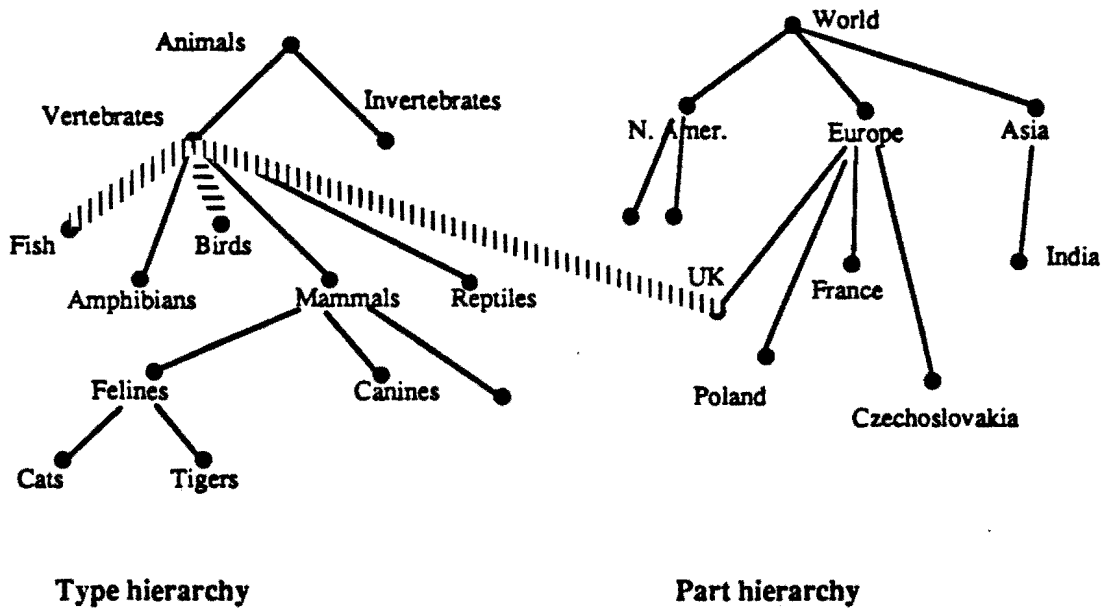 Animals
World
Vertebrates
Invertebrates
N. Amer.
Europe
Asia
Fish
Birds
UK
India
Amphibians
Mammals
Reptiles
France
Felines
Canines
Poland
Czechoslovakia
Cats
Tigers
Type hierarchy
Part hierarchy